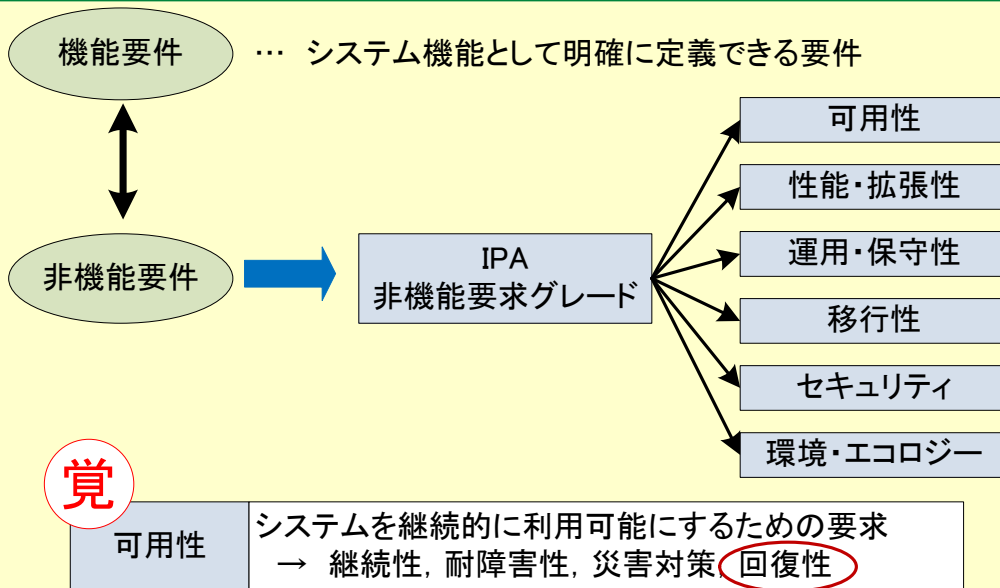 機能要件 … システム機能として明確に定義できる要件
可用性
性能・拡張性
非機能要件
IPA
非機能要求グレード
運用・保守性
移行性
セキュリティ
環境・エコロジー
覚
可用性
システムを継続的に利用可能にするための要求
→ 継続性, 耐障害性, 災害対策, 回復性